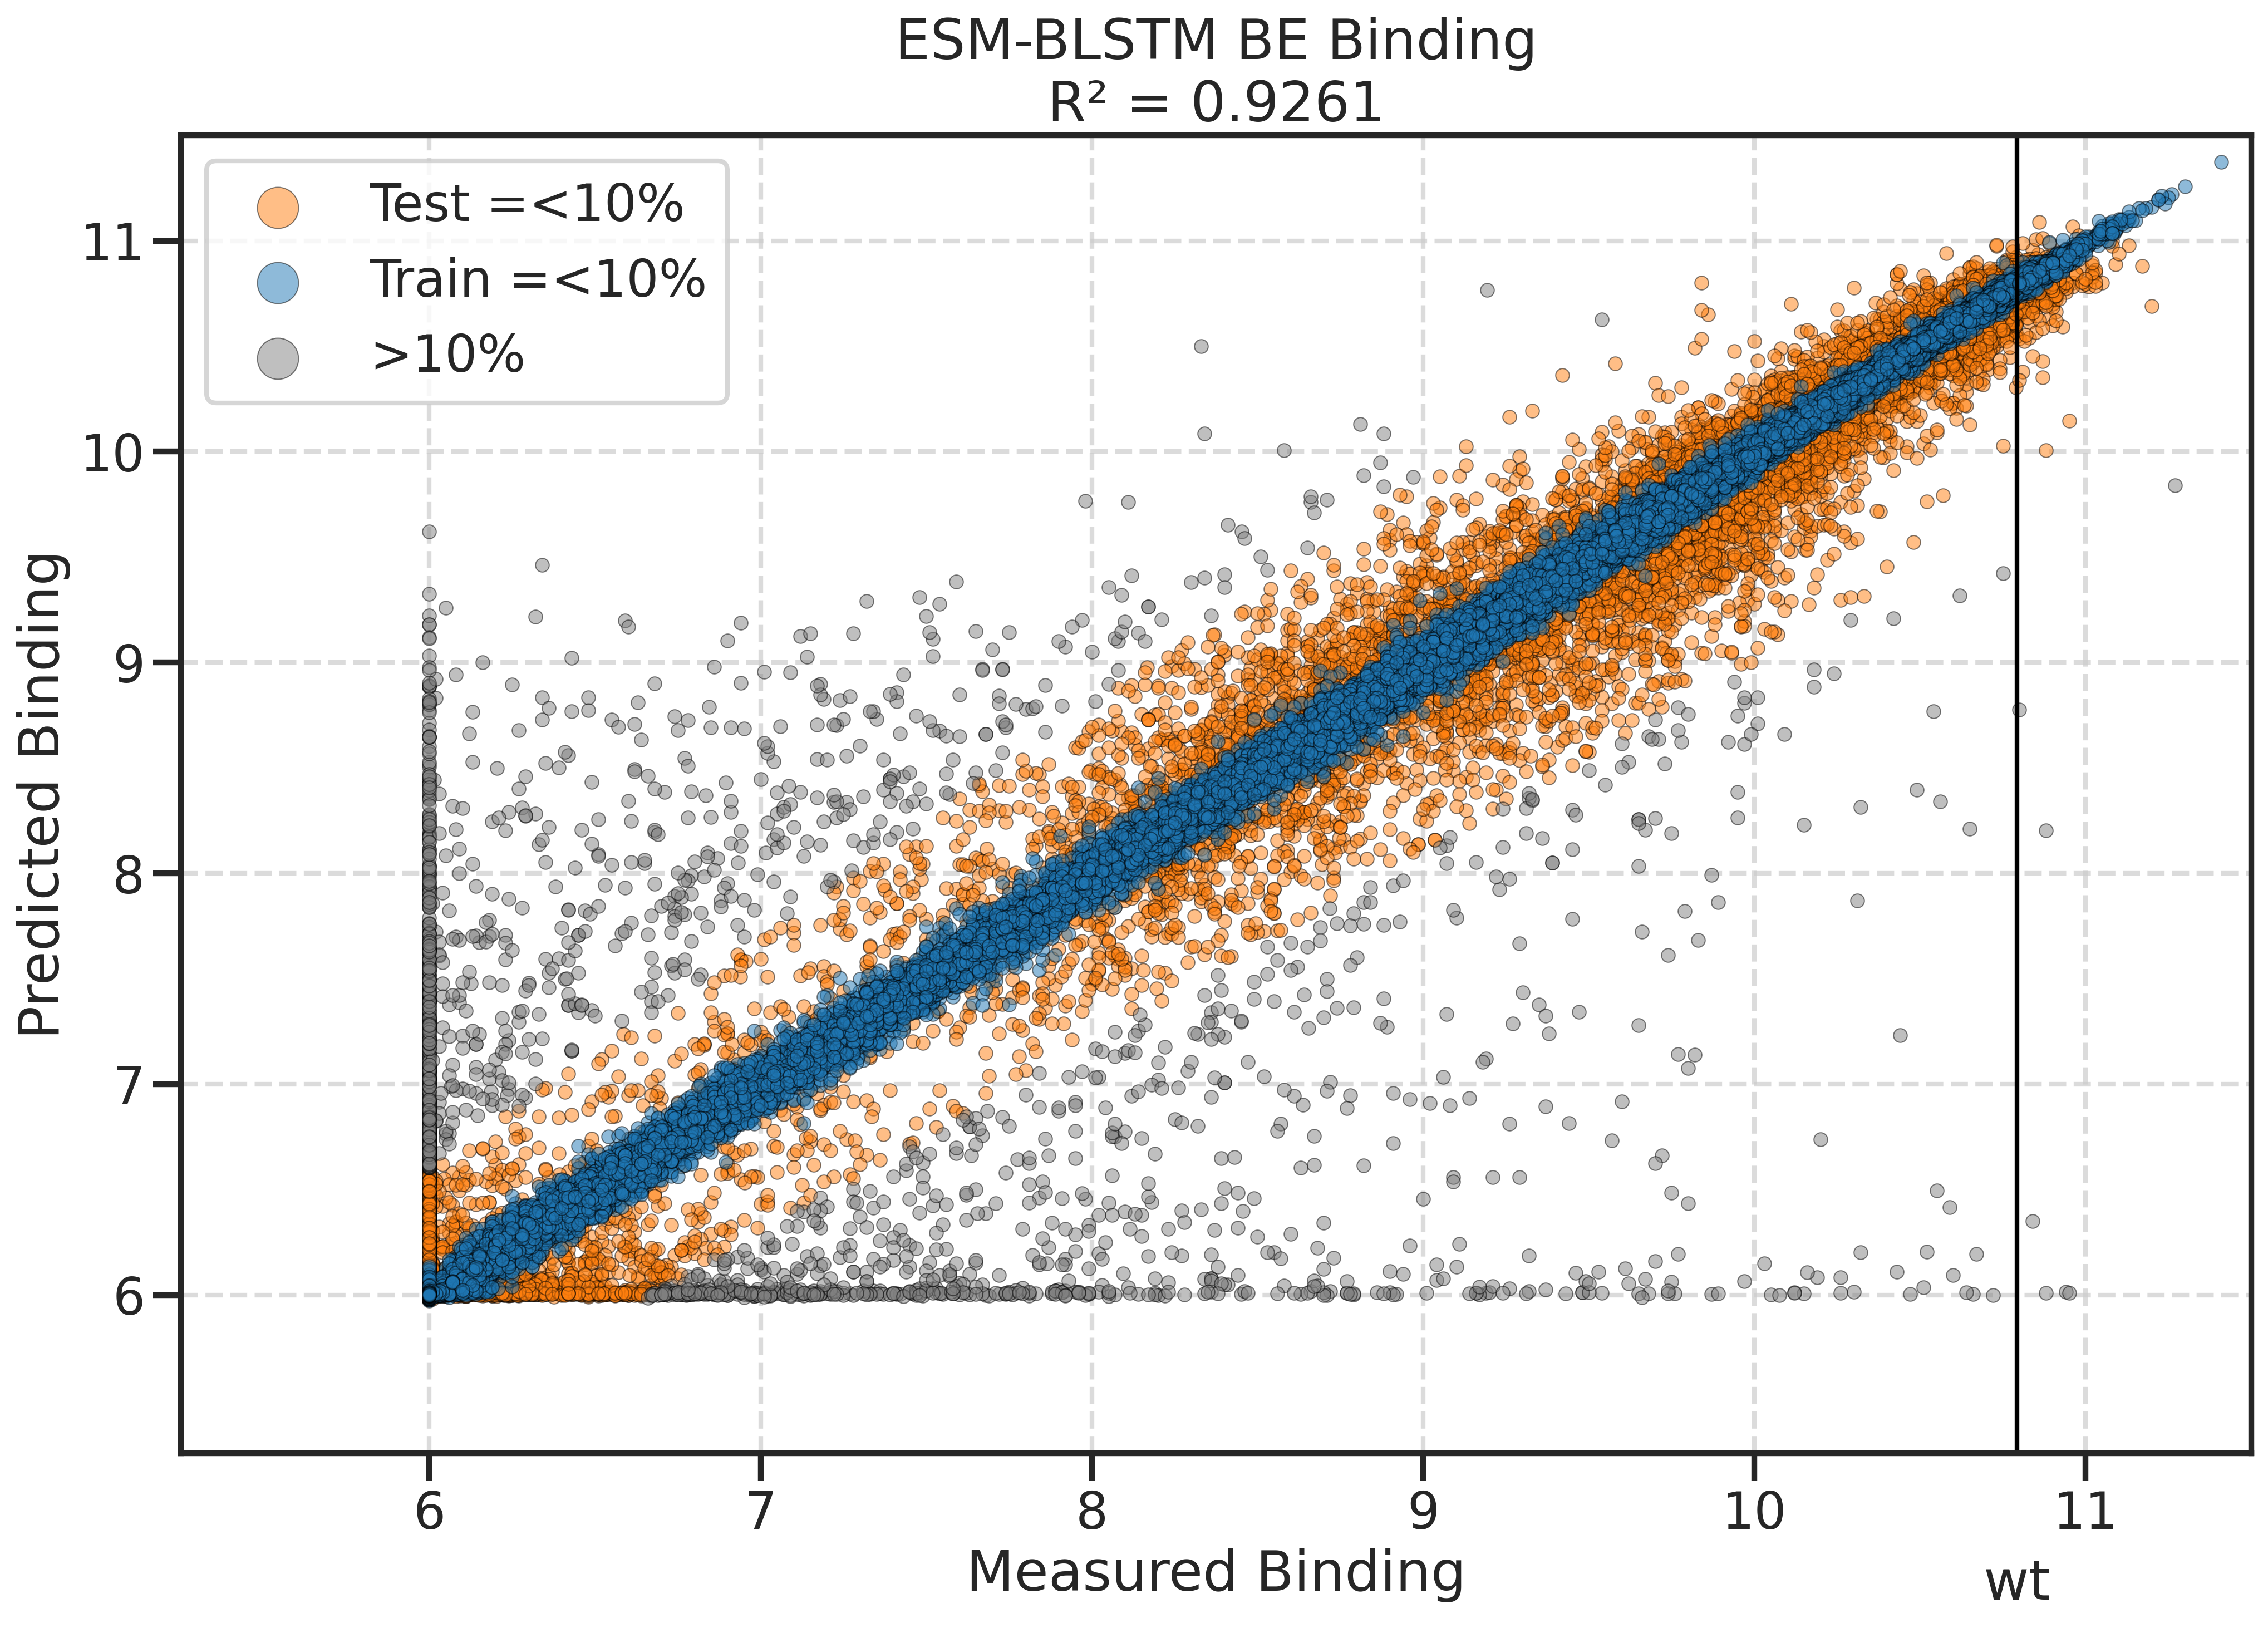 ESM-BLSTM BE Binding
R² = 0.9261
Test =<10%
Train =<10%
>10%
11
10
9
8
7
6
Predicted Binding
6 7 8 9 10 11
Measured Binding
wt